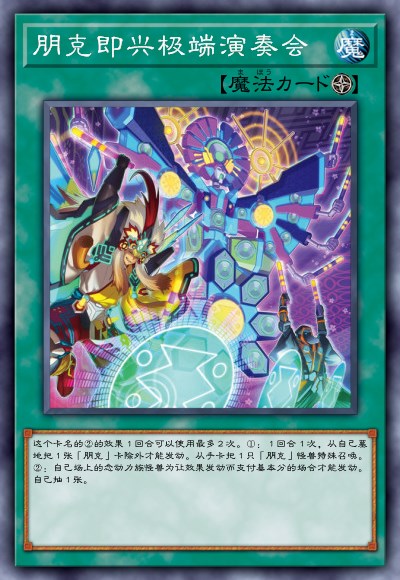 朋克即兴极端演奏会
魔
【魔法カード】
まほう
这个卡名的②的效果1回合可以使用最多2次。①：1回合1次，从自己墓
地把1张「朋克」卡除外才能发动。从手卡把1只「朋克」怪兽特殊召唤。
②：自己场上的念动力族怪兽为让效果发动而支付基本分的场合才能发动。
自己抽1张。